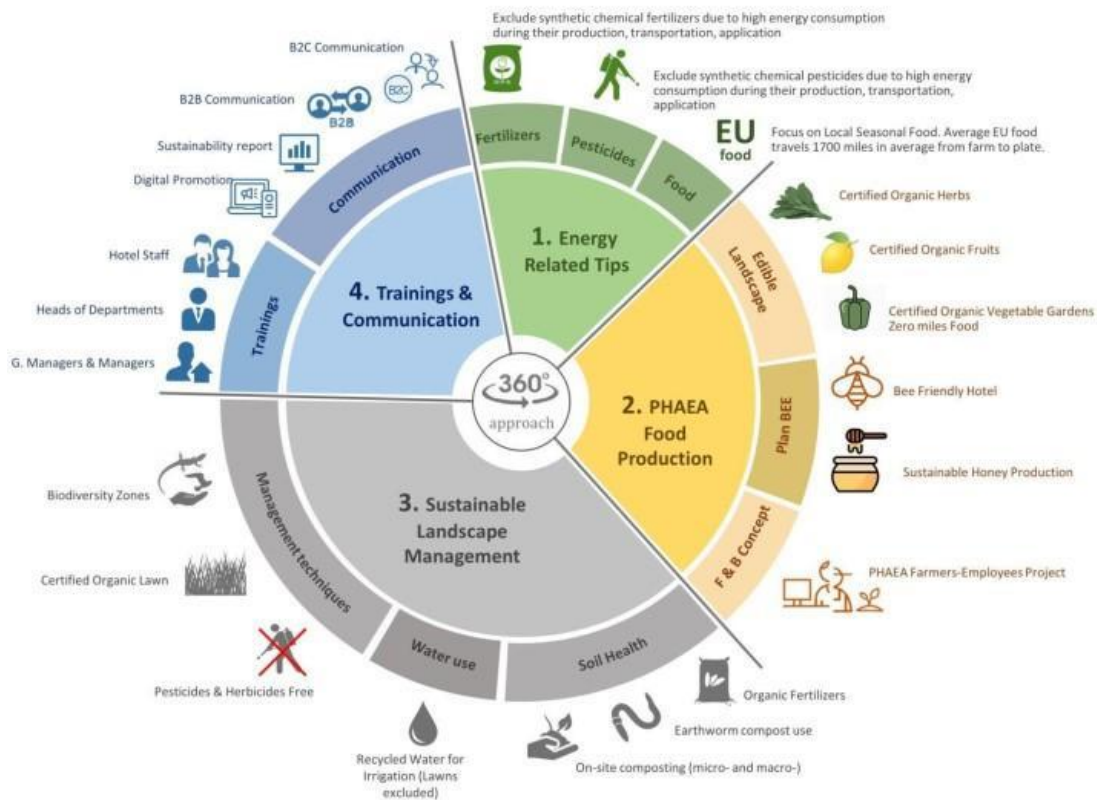 Exclude synthetic chemical fertilizers due to high energy
consumption during their production, transportation, application
Exclude synthetic chemical pesticides due to high energy
consumption during their production, transportation,
application
EU
food
Focus on Local Seasonal Food. Average EU food
travels 1700 miles in average from farm to plate.
Fertilizers
Pesticides
Food
1. Energy
Related Tips
Certified Organic Herbs
Certified Organic Fruits
Certified Organic Vegetable Gardens
Zero miles Food
Bee Friendly Hotel
Sustainable Honey Production
PHAEA Farmers-Employees Project
Edible
Landscape
Plan BEE
F & B Concept
2. PHAEA
Food
Production
Organic Fertilizers
Earthworm compost use
On-site composting (micro- and macro-)
Recycled Water for
Irrigation (Lawns
excluded)
Pesticides & Herbicides Free
Certified Organic Lawn
Biodiversity Zones
Soil Health
Water use
Management techniques
3. Sustainable
Landscape
Management
G. Managers & Managers
Heads of Departments
Hotel Staff
Digital Promotion
Sustainability report
B2B Communication
B2B
B2C Communication
B2C
Trainings
Communication
4. Trainings &
Communication
360°
approach